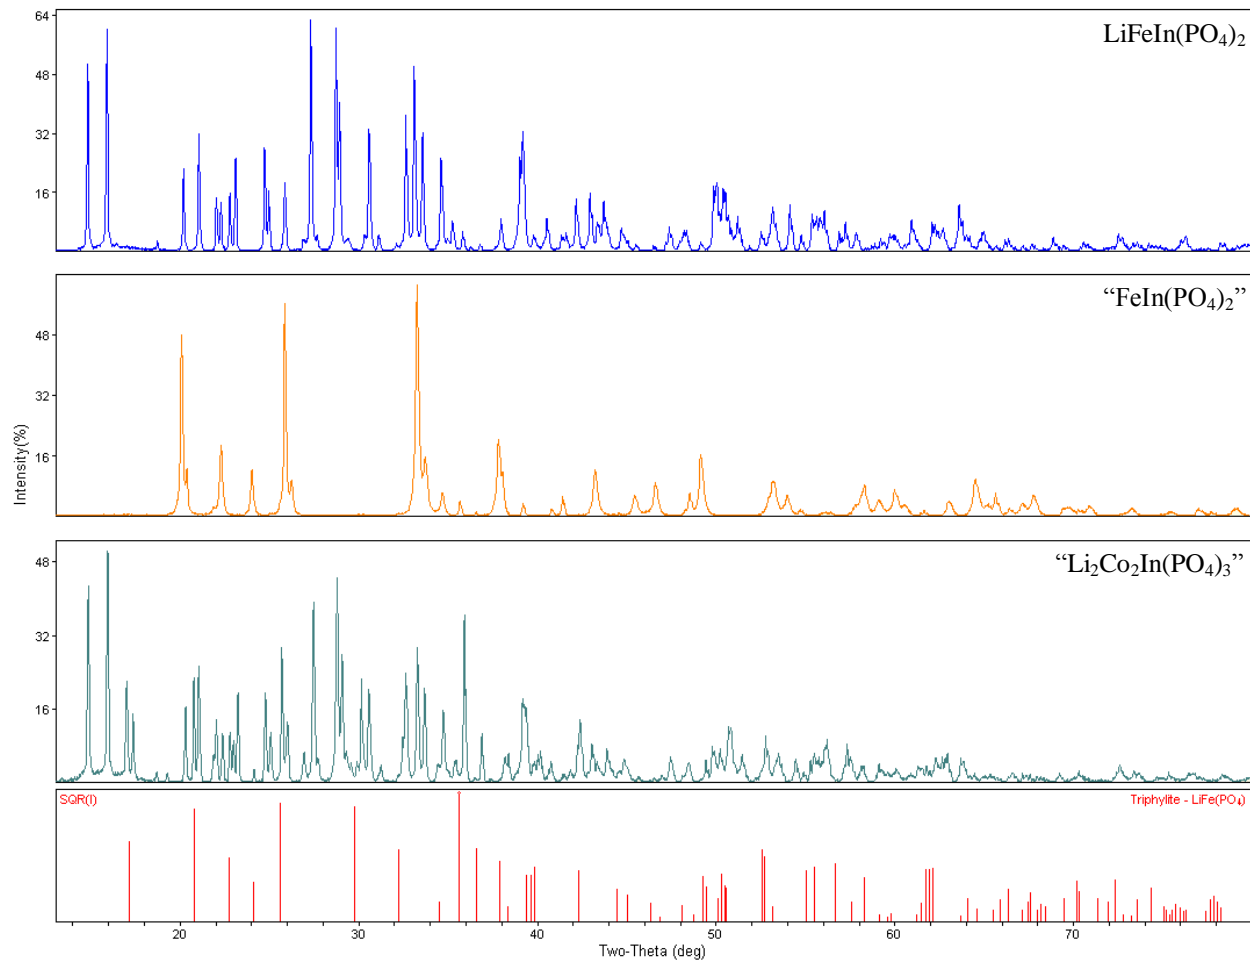 64
LiFeIn(PO₄)₂
48
32
16
“FeIn(PO₄)₂”
48
32
16
Intensity(%)
“Li₂Co₂In(PO₄)₃”
48
32
16
SQR(I) Triphylite - LiFe(PO₄)
20 30 40 50 60 70
Two-Theta (deg)